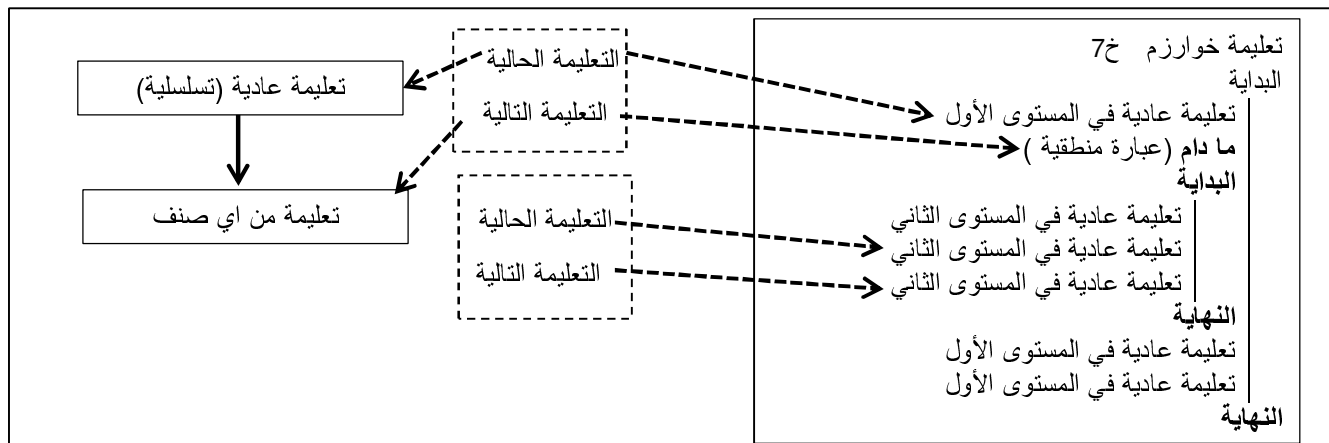 تعليمة خوارزم خ7
البداية
تعليمة عادية في المستوى الأول
ما دام (عبارة منطقية )
البداية
تعليمة عادية في المستوى الثاني
تعليمة عادية في المستوى الثاني
تعليمة عادية في المستوى الثاني
النهاية
تعليمة عادية في المستوى الأول
تعليمة عادية في المستوى الأول
النهاية
التعليمة الحالية
التعليمة التالية
التعليمة الحالية
التعليمة التالية
تعليمة عادية (تسلسلية)
تعليمة من اي صنف